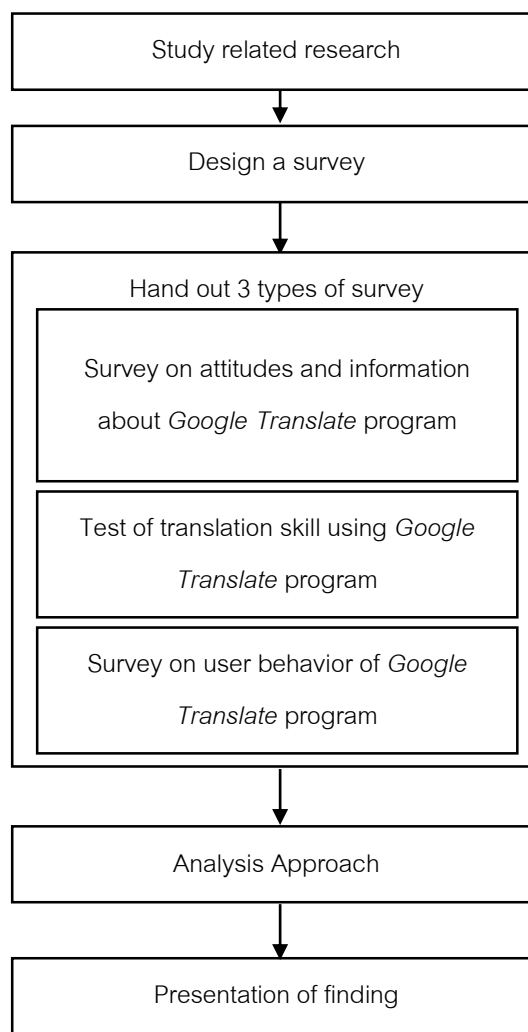 Study related research
Design a survey
Hand out 3 types of survey
Survey on attitudes and information
about Google Translate program
Test of translation skill using Google
Translate program
Survey on user behavior of Google
Translate program
Analysis Approach
Presentation of finding